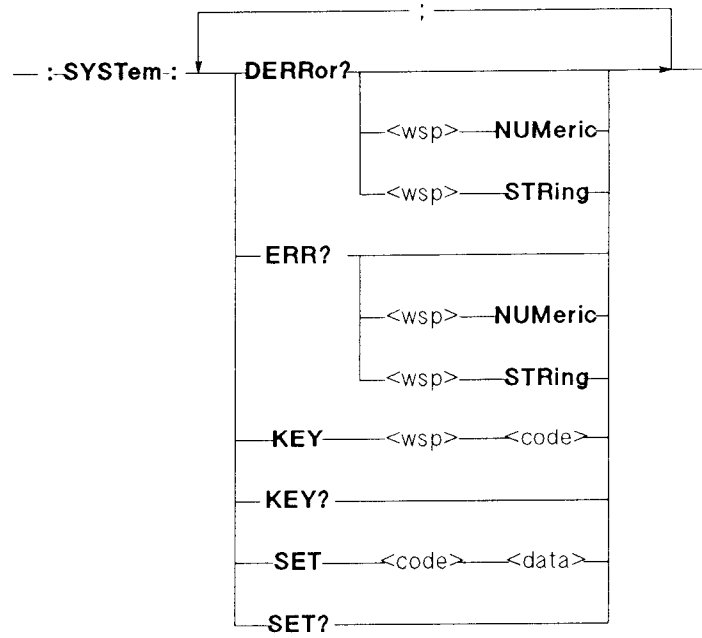 ;
: SYSTem : DERRor?
<wsp> NUMeric
<wsp> STRing
ERR?
<wsp> NUMeric
<wsp> STRing
KEY <wsp> <code>
KEY?
SET <code> <data>
SET?